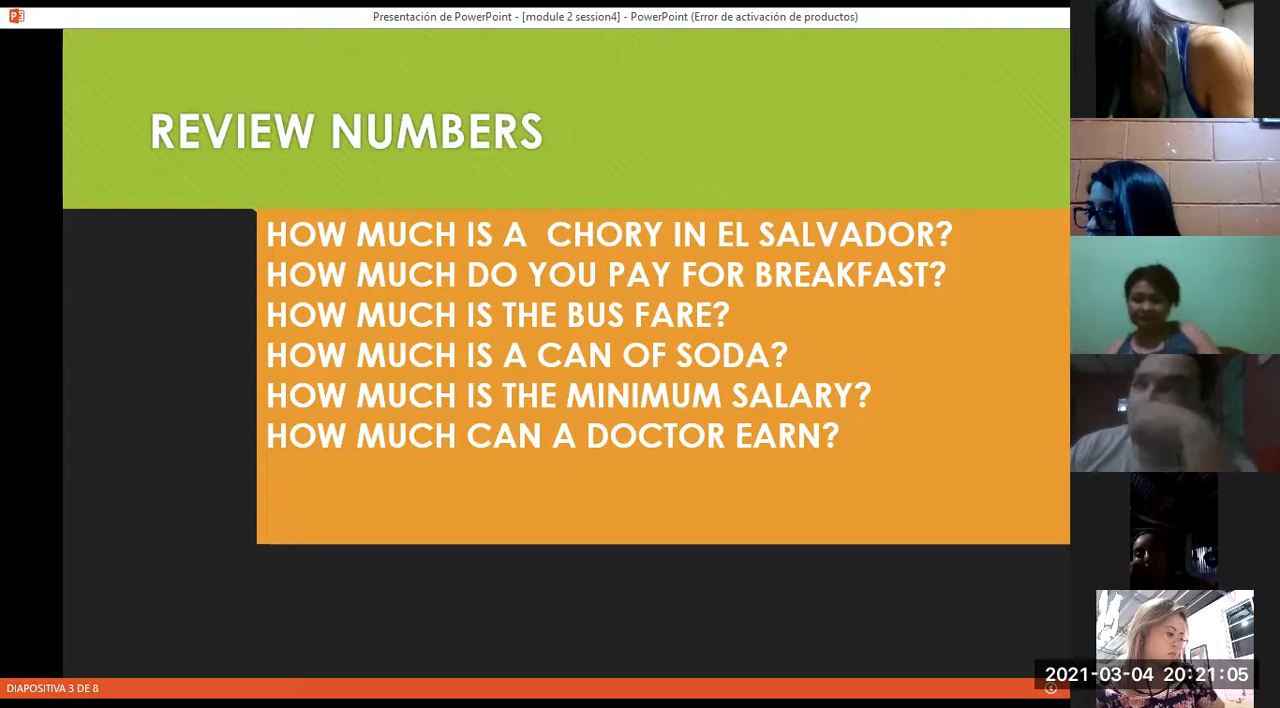 Presentación de PowerPoint - [module 2 session4] - PowerPoint (Error de activación de productos)
REVIEW NUMBERS
HOW MUCH IS A CHORY IN EL SALVADOR?
HOW MUCH DO YOU PAY FOR BREAKFAST?
HOW MUCH IS THE BUS FARE?
HOW MUCH IS A CAN OF SODA?
HOW MUCH IS THE MINIMUM SALARY?
HOW MUCH CAN A DOCTOR EARN?
DIAPOSITIVA 3 DE 8
2021-03-04 20:21:05